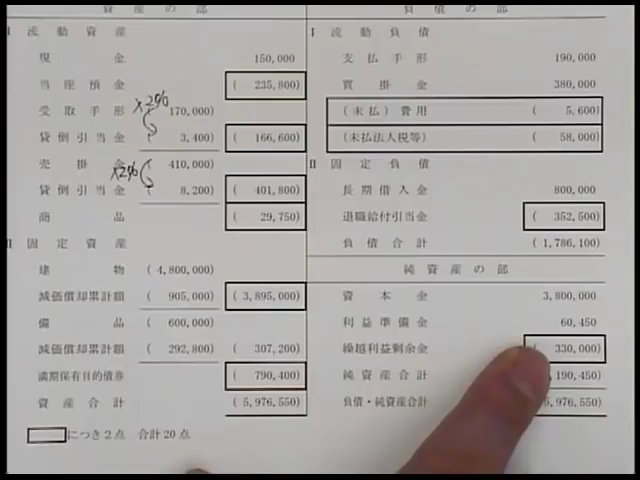 資産の部
Ⅰ 流動資産
現金 150,000
当座預金 ( 235,800)
受取手形 ( 170,000)
×2%
貸倒引当金 ( 3,400) ( 166,600)
売掛金 ( 410,000)
×2%
貸倒引当金 ( 8,200) ( 401,800)
商品 ( 29,750)
Ⅱ 固定資産
建物 ( 4,800,000)
減価償却累計額 ( 905,000) ( 3,895,000)
備品 ( 600,000)
減価償却累計額 ( 292,800) ( 307,200)
満期保有目的債券 ( 790,400)
資産合計 ( 5,976,550)
につき2点 合計20点
負債の部
Ⅰ 流動負債
支払手形 190,000
買掛金 380,000
(未払)費用 ( 5,600)
(未払法人税等) ( 58,000)
Ⅱ 固定負債
長期借入金 800,000
退職給付引当金 ( 352,500)
負債合計 ( 1,786,100)
純資産の部
資本金 3,800,000
利益準備金 60,450
繰越利益剰余金 ( 330,000)
純資産合計 ,190,450)
負債・純資産合計 5,976,550)